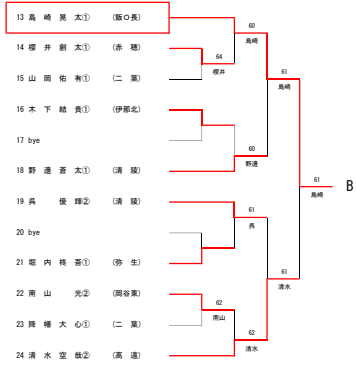 13 島 崎 晃 太① (飯O長)
60
島崎
14 櫻 井 創 太① (赤 穂)
64
櫻井
15 山 岡 佑 有① (二 葉)
61
島崎
16 木 下 結 貴① (伊那北)
17 bye
60
野邊
18 野 邊 蒼 太① (清 陵)
61
島崎
B
19 呉 優 輝② (清 陵)
61
呉
20 bye
21 堀 内 柊 吾① (弥 生)
61
清水
22 南 山 光② (岡谷東)
62
南山
23 降 幡 大 心① (二 葉)
62
清水
24 清 水 空 哉② (高 遠)